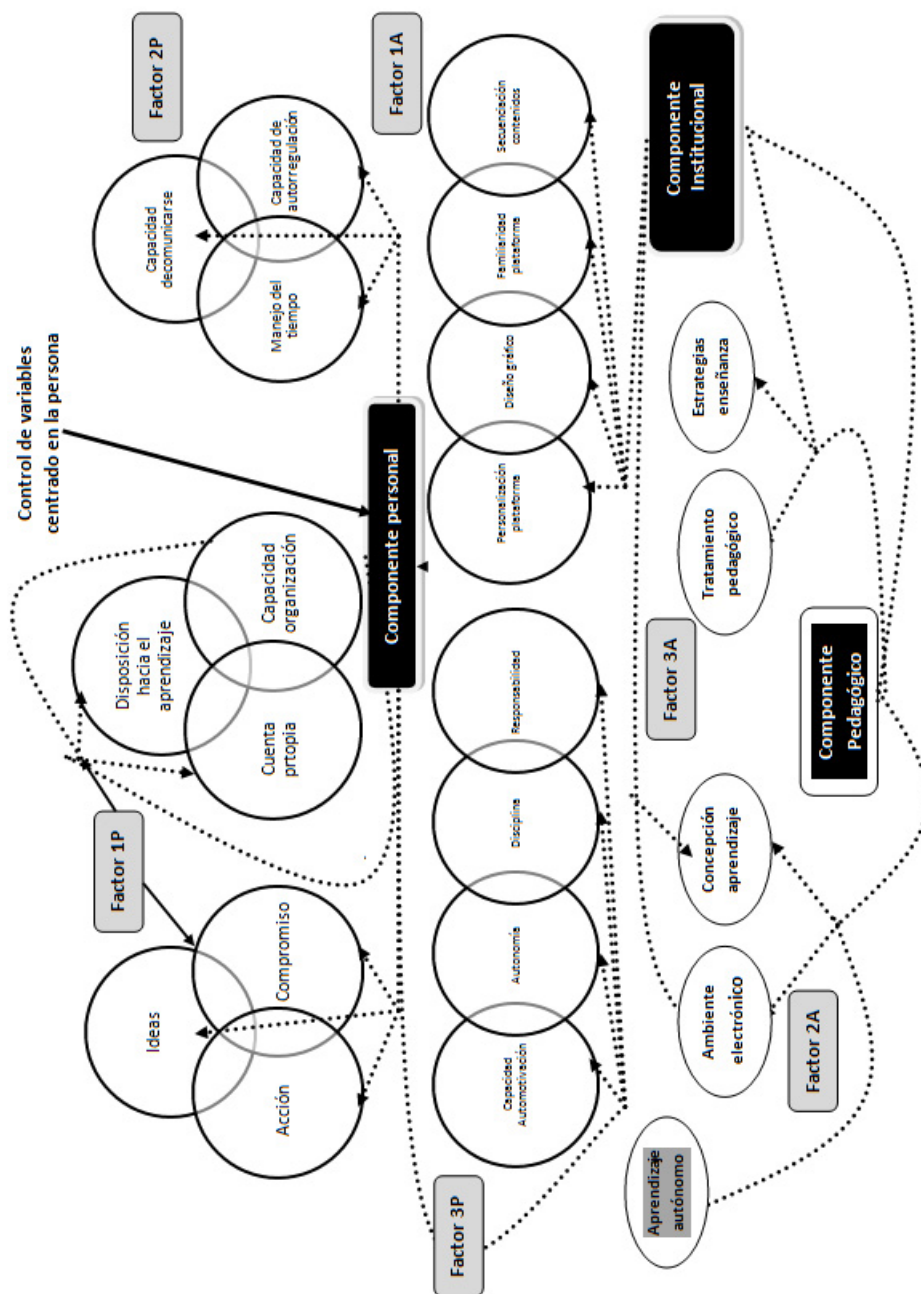 Control de variables
centrado en la persona
Factor 1P
Factor 2P
Ideas
Acción
Compromiso
Disposición
hacia el
aprendizaje
Cuenta
prtopia
Capacidad
organización
Capacidad
decomunicarse
Manejo del
tiempo
Capacidad de
autorregulación
Componente personal
Factor 3P
Factor 1A
Capacidad
Automotivación
Autonomía
Disciplina
Responsabilidad
Personalización
plataforma
Diseño gráfico
Familiaridad
plataforma
Secuenciación
contenidos
Aprendizaje
autónomo
Ambiente
electrónico
Concepción
aprendizaje
Factor 3A
Tratamiento
pedagógico
Estrategias
enseñanza
Componente
Institucional
Factor 2A
Componente
Pedagógico